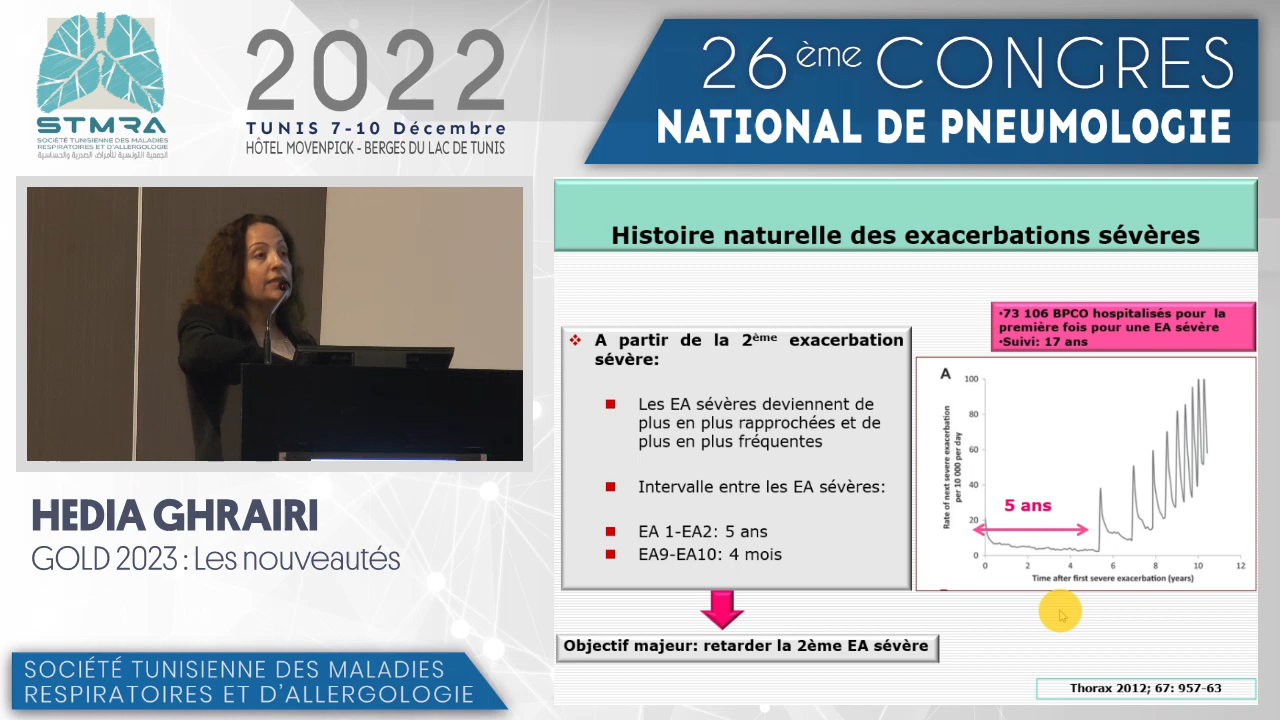 STMRA
SOCIÉTÉ TUNISIENNE DES MALADIES
RESPIRATOIRES ET D'ALLERGOLOGIE
الجمعية التونسية للأمراض الصدرية والحساسية
2022
TUNIS 7-10 Décembre
HÔTEL MOVENPICK - BERGES DU LAC DE TUNIS
26ème CONGRES
NATIONAL DE PNEUMOLOGIE
Histoire naturelle des exacerbations sévères
•73 106 BPCO hospitalisés pour la
première fois pour une EA sévère
•Suivi: 17 ans
❖ A partir de la 2ème exacerbation
sévère:
■ Les EA sévères deviennent de
plus en plus rapprochées et de
plus en plus fréquentes
■ Intervalle entre les EA sévères:
■ EA 1-EA2: 5 ans
■ EA9-EA10: 4 mois
Objectif majeur: retarder la 2ème EA sévère
A
Rate of next severe exacerbation
per 10 000 per day
100
80
60
40
20
0
5 ans
0 2 4 6 8 10 12
Time after first severe exacerbation (years)
Thorax 2012; 67: 957-63
HEDIA GHRAIRI
GOLD 2023 : Les nouveautés
SOCIÉTÉ TUNISIENNE DES MALADIES
RESPIRATOIRES ET D'ALLERGOLOGIE